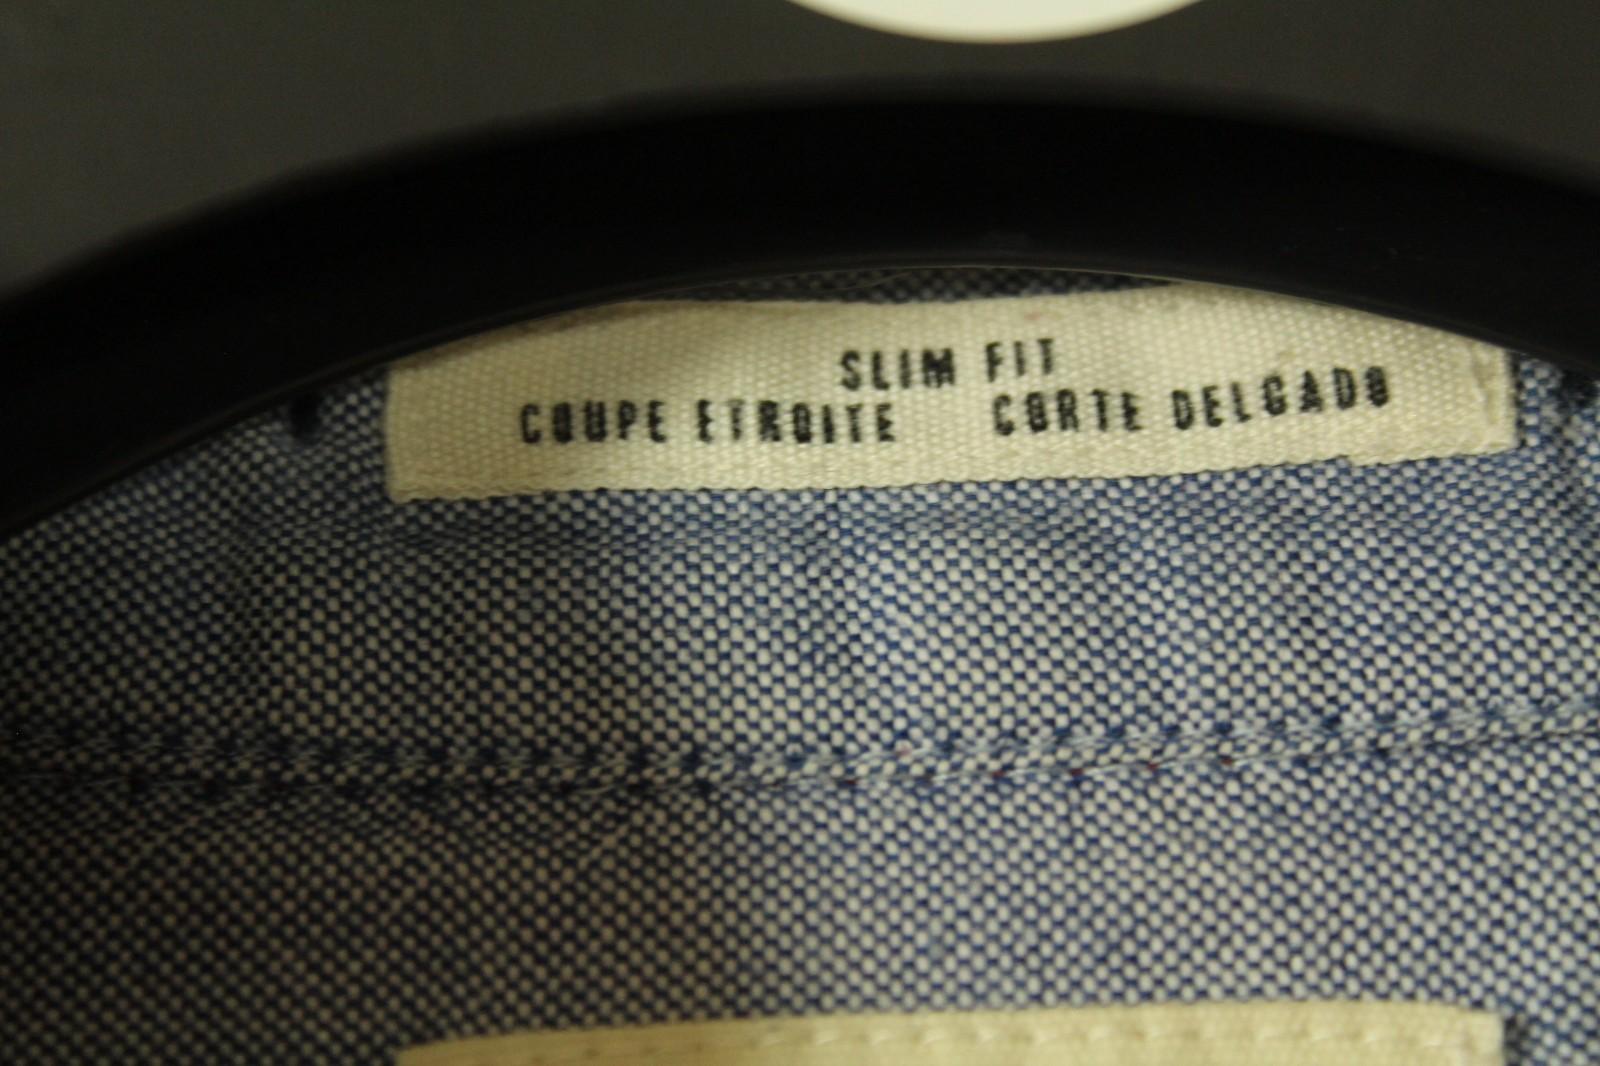 SLIM FIT
COUPE ETROITE CORTE DELGADO